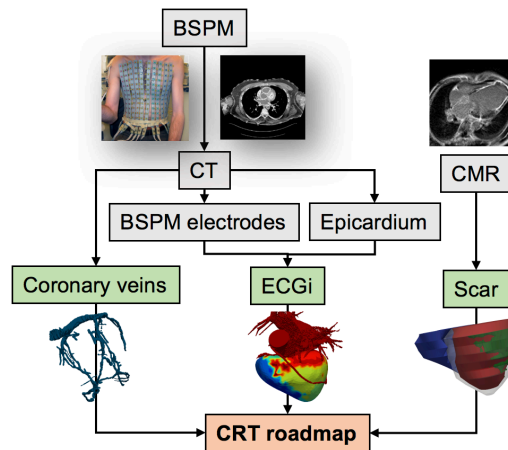 BSPM
CT
CMR
BSPM electrodes
Epicardium
Coronary veins
ECGi
Scar
CRT roadmap